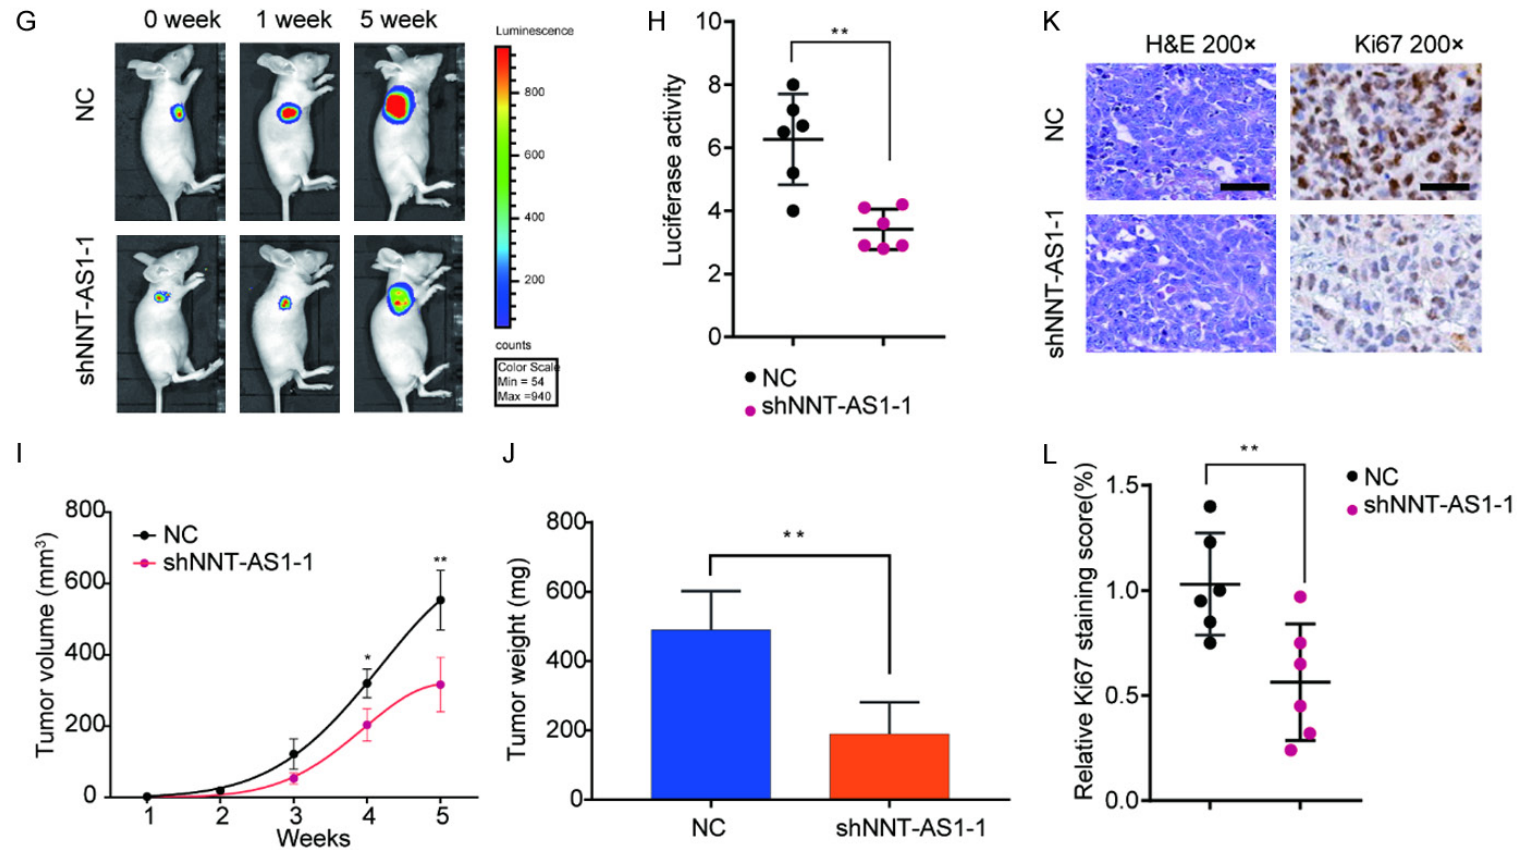 G
0 week
1 week
5 week
NC
shNNT-AS1-1
Luminescence
800
600
400
200
counts
Color Scale
Min = 54
Max =940
H
**
10
8
6
4
2
0
Luciferase activity
NC
shNNT-AS1-1
K
H&E 200×
Ki67 200×
NC
shNNT-AS1-1
I
800
600
400
200
0
Tumor volume (mm³)
NC
shNNT-AS1-1
*
**
1
2
3
4
5
Weeks
J
800
600
400
200
0
Tumor weight (mg)
**
NC
shNNT-AS1-1
L
**
1.5
1.0
0.5
0.0
Relative Ki67 staining score(%)
NC
shNNT-AS1-1